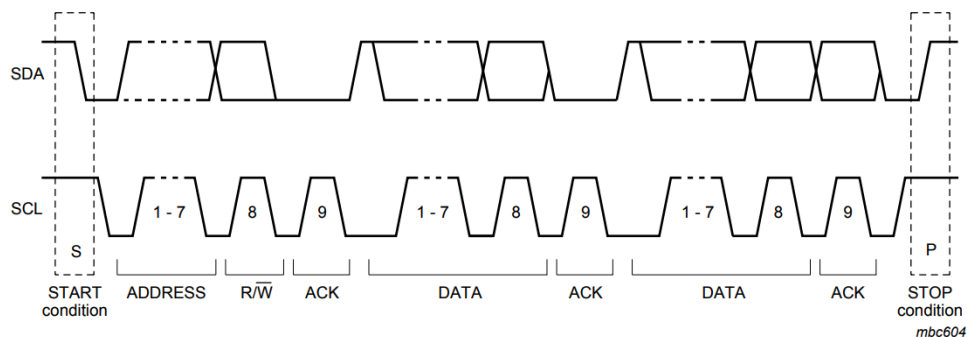 SDA
SCL
1 - 7 8 9 1 - 7 8 9 1 - 7 8 9
S P
START condition ADDRESS R/W̅ ACK DATA ACK DATA ACK STOP condition
mbc604